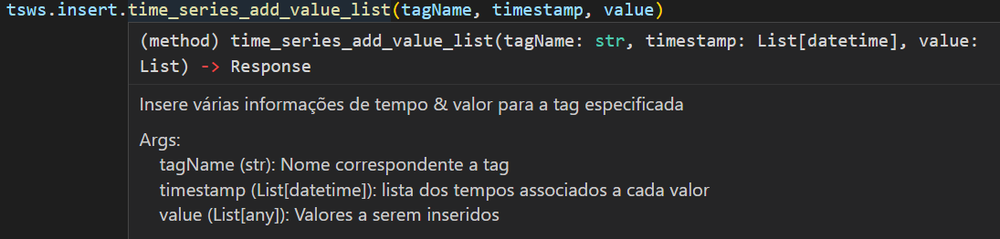 tsws.insert.time_series_add_value_list(tagName, timestamp, value)
(method) time_series_add_value_list(tagName: str, timestamp: List[datetime], value:
List) -> Response
Insere várias informações de tempo & valor para a tag especificada
Args:
tagName (str): Nome correspondente a tag
timestamp (List[datetime]): lista dos tempos associados a cada valor
value (List[any]): Valores a serem inseridos